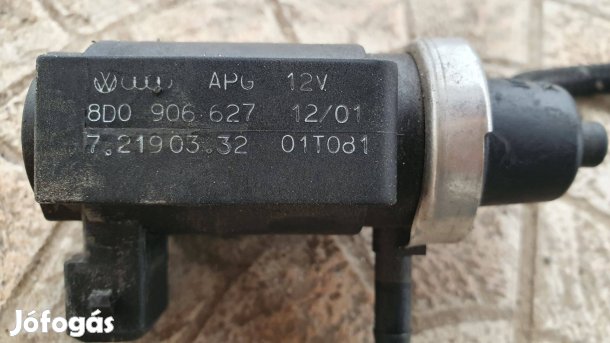 APG 12V
8D0 906 627 12/01
7.21903.32 01T081
Jófogás